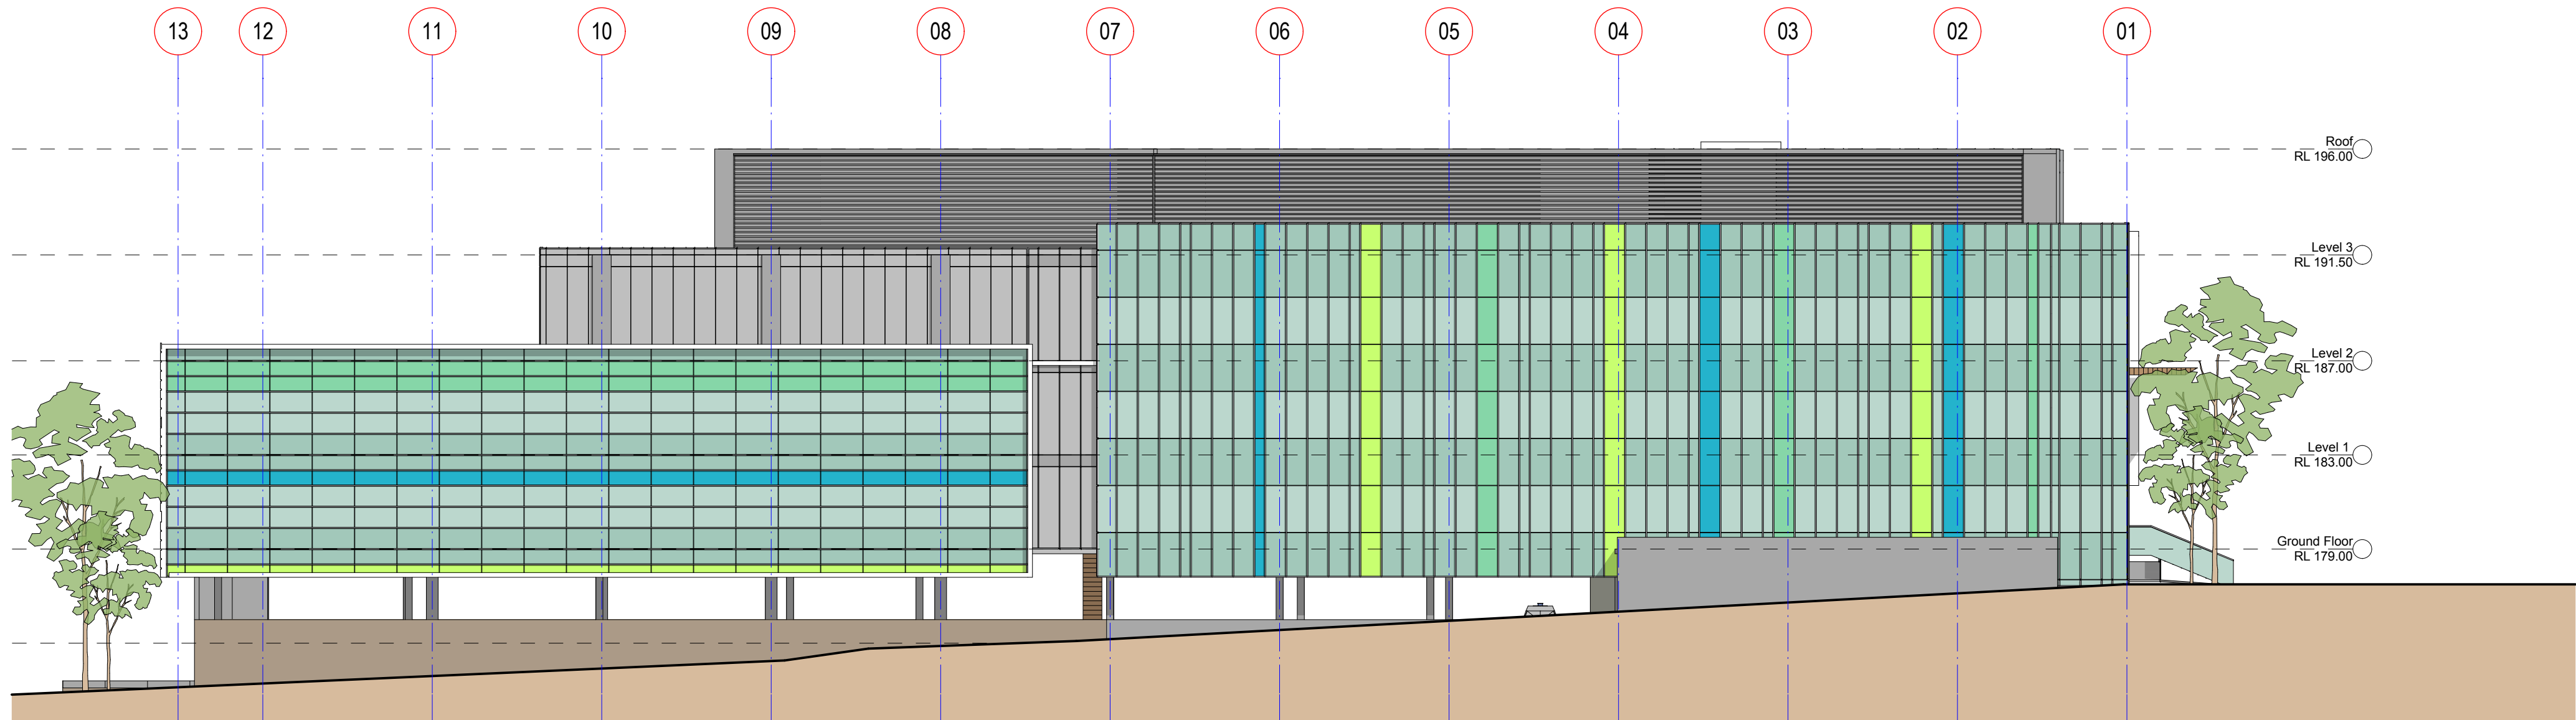 13 12 11 10 09 08 07 06 05 04 03 02 01
Roof
RL 196.00
Level 3
RL 191.50
Level 2
RL 187.00
Level 1
RL 183.00
Ground Floor
RL 179.00